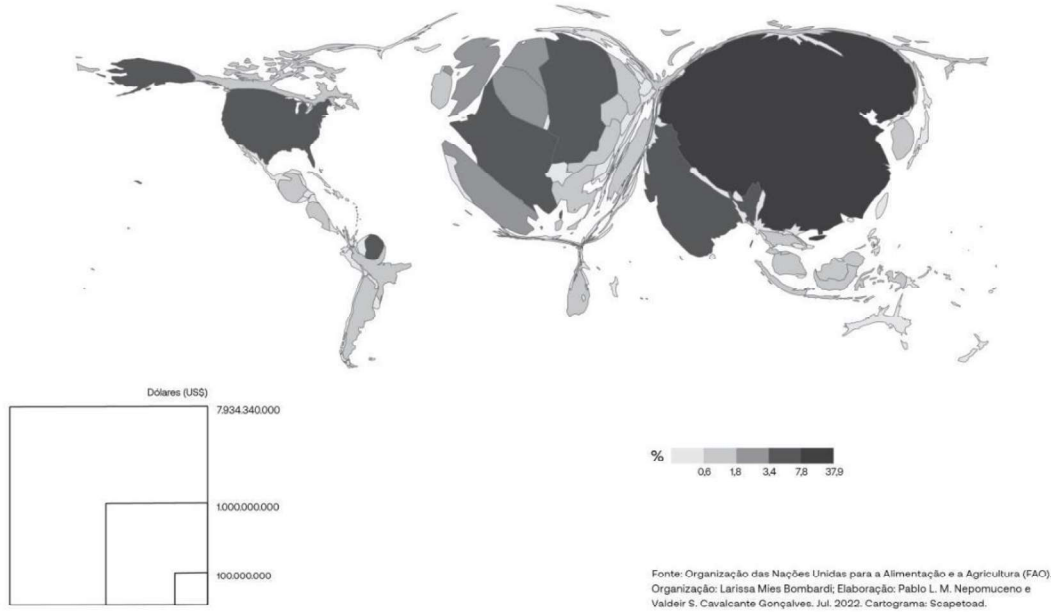 Dólares (US$)
7.934.340.000
1.000.000.000
100.000.000
%
0,6 1,8 3,4 7,8 37,9
Fonte: Organização das Nações Unidas para a Alimentação e a Agricultura (FAO).
Organização: Larissa Mies Bombardi; Elaboração: Pablo L. M. Nepomuceno e
Valdeir S. Cavalcante Gonçalves. Jul. 2022. Cartograma: Scapetoad.